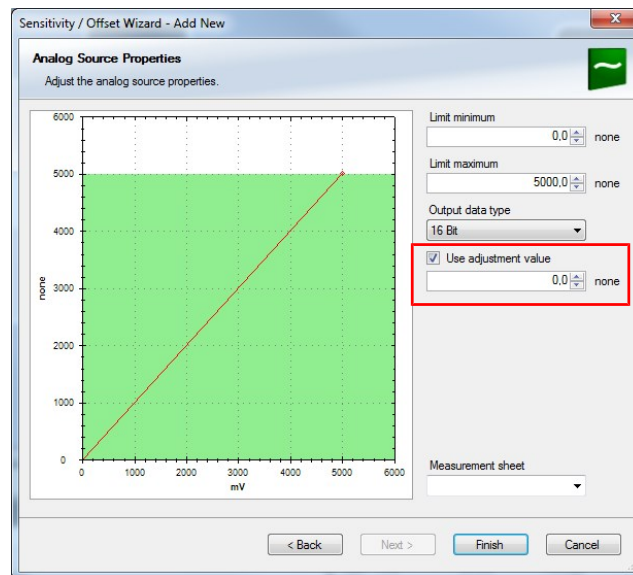 Sensitivity / Offset Wizard - Add New
Analog Source Properties
Adjust the analog source properties.
6000
5000
4000
3000
2000
1000
0
none
0
1000
2000
3000
4000
5000
6000
mV
Limit minimum
0,0 none
Limit maximum
5000,0 none
Output data type
16 Bit
Use adjustment value
0,0 none
Measurement sheet
< Back
Next >
Finish
Cancel